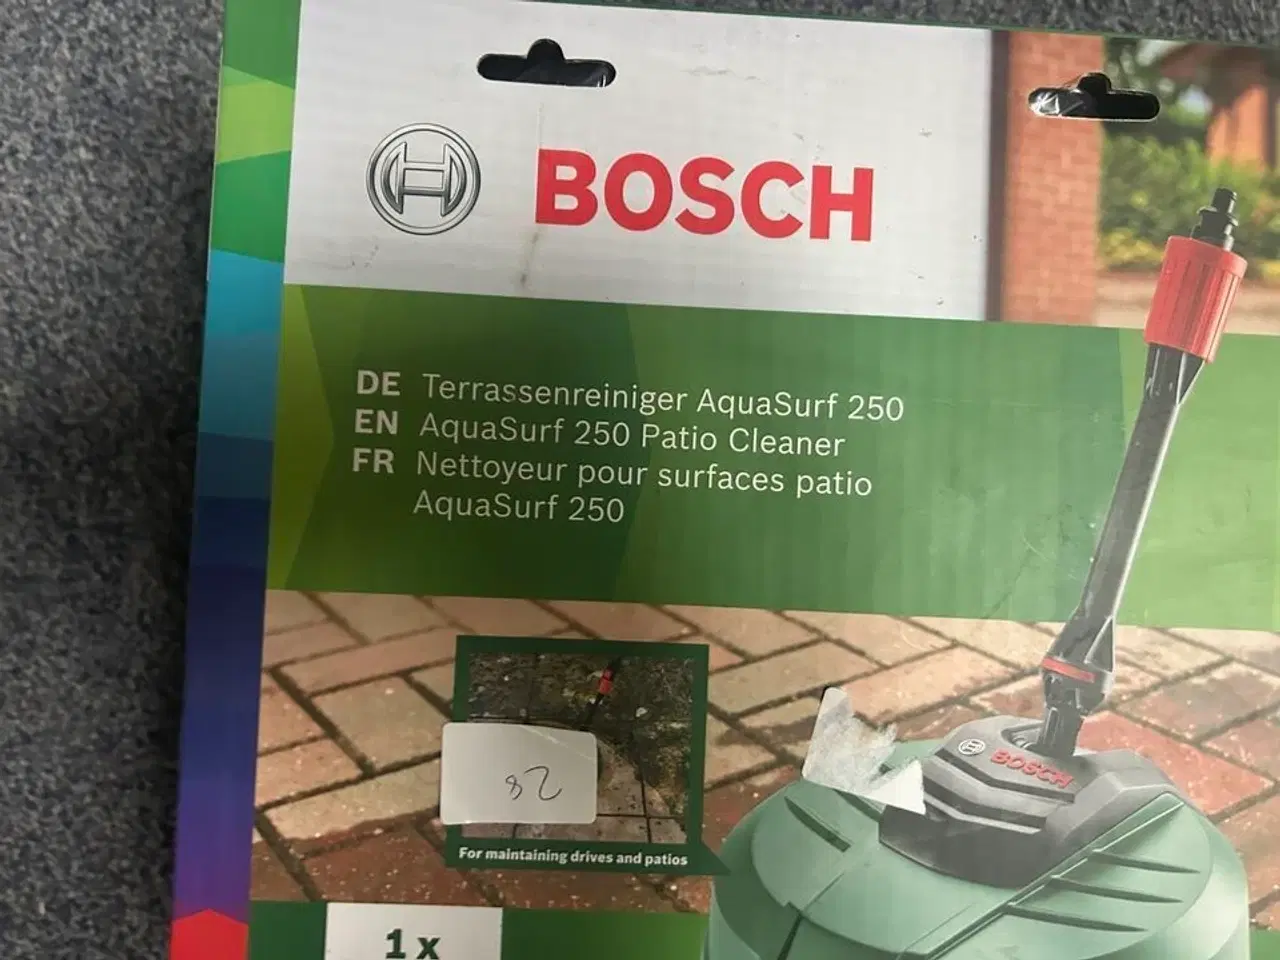 BOSCH
DE Terrassenreiniger AquaSurf 250
EN AquaSurf 250 Patio Cleaner
FR Nettoyeur pour surfaces patio
AquaSurf 250
BOSCH
28
For maintaining drives and patios
1 x